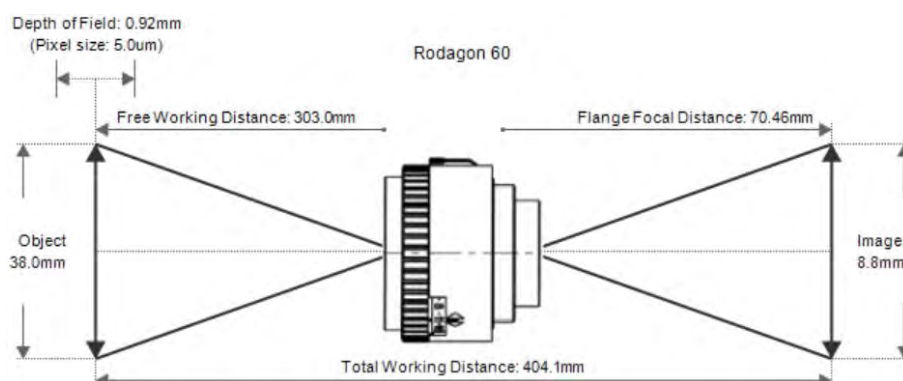 Depth of Field: 0.92mm
(Pixel size: 5.0um)
Rodagon 60
Free Working Distance: 303.0mm
Flange Focal Distance: 70.46mm
Object
38.0mm
Image
8.8mm
Total Working Distance: 404.1mm